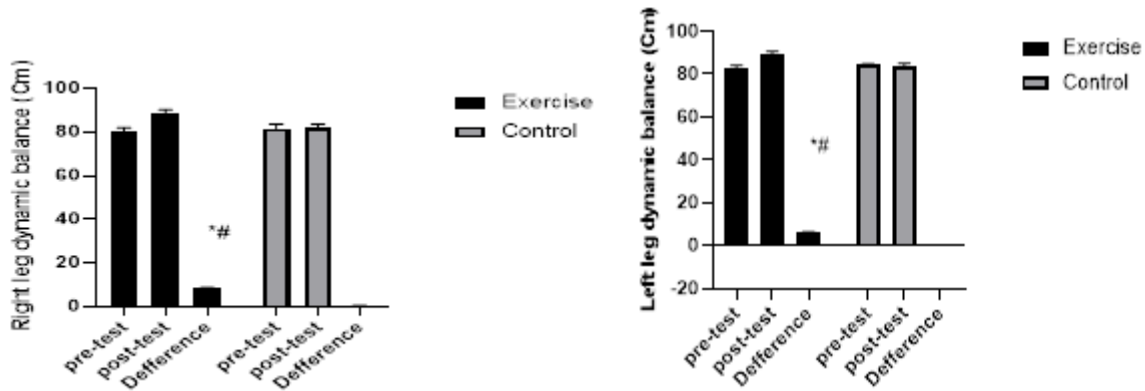 Right leg dynamic balance (Cm)
100
80
60
40
20
0
pre-test
post-test
Defference
pre-test
post-test
Defference
*#
Exercise
Control
Left leg dynamic balance (Cm)
100
80
60
40
20
0
-20
pre-test
post-test
Defference
pre-test
post-test
Defference
*#
Exercise
Control